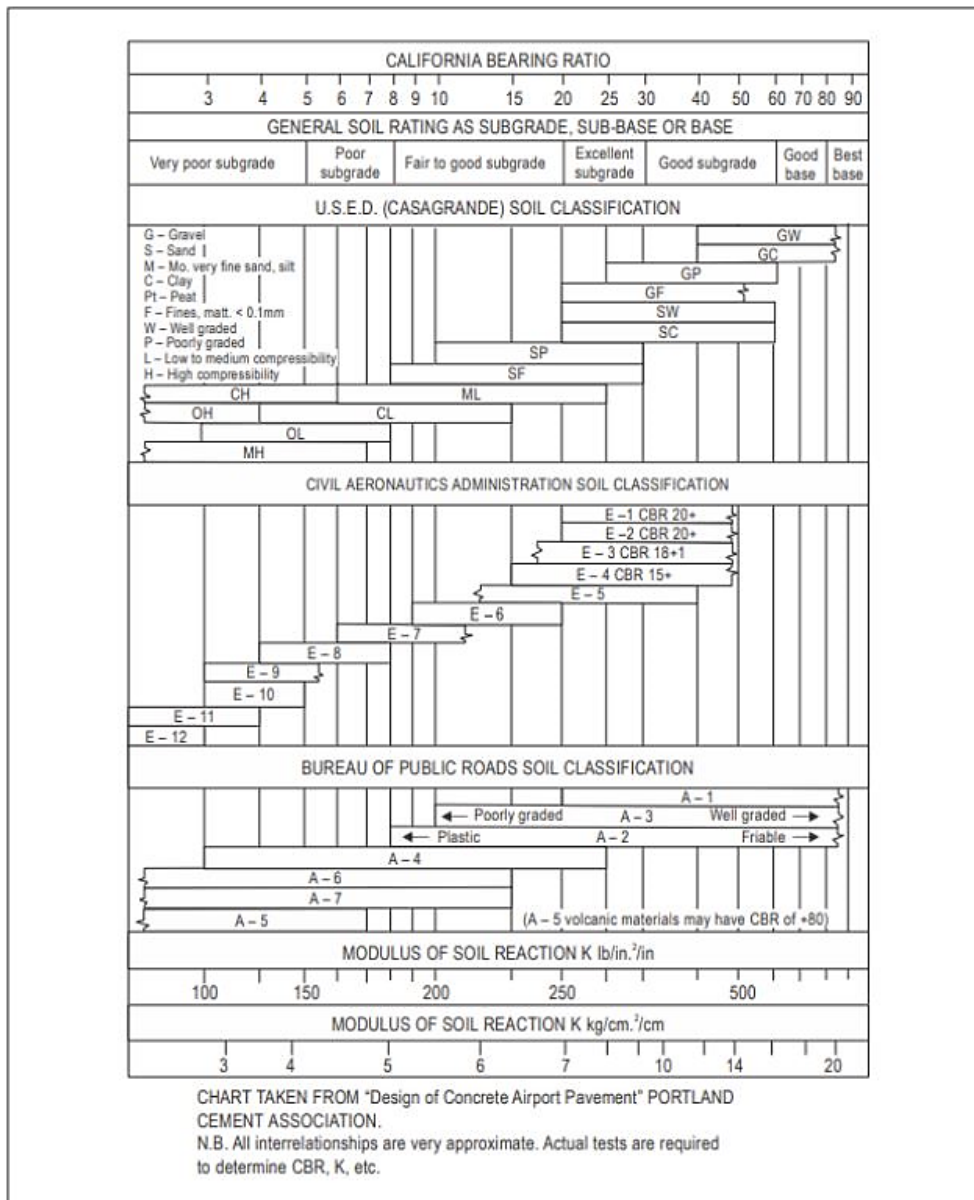 CALIFORNIA BEARING RATIO
3 4 5 6 7 8 9 10 15 20 25 30 40 50 60 70 80 90
GENERAL SOIL RATING AS SUBGRADE, SUB-BASE OR BASE
Very poor subgrade
Poor
subgrade
Fair to good subgrade
Excellent
subgrade
Good subgrade
Good
base
Best
base
U.S.E.D. (CASAGRANDE) SOIL CLASSIFICATION
G – Gravel
S – Sand
M – Mo. very fine sand, silt
C – Clay
Pt – Peat
F – Fines, matt. < 0.1mm
W – Well graded
P – Poorly graded
L – Low to medium compressibility
H – High compressibility
GW
GC
GP
GF
SW
SC
SP
SF
CH ML
OH CL
OL
MH
CIVIL AERONAUTICS ADMINISTRATION SOIL CLASSIFICATION
E –1 CBR 20+
E –2 CBR 20+
E – 3 CBR 18+1
E – 4 CBR 15+
E – 5
E – 6
E – 7
E – 8
E – 9
E – 10
E – 11
E – 12
BUREAU OF PUBLIC ROADS SOIL CLASSIFICATION
A – 1
Poorly graded A – 3 Well graded
Plastic A – 2 Friable
A – 4
A – 6
A – 7
A – 5 (A – 5 volcanic materials may have CBR of +80)
MODULUS OF SOIL REACTION K lb/in.²/in
100 150 200 250 500
MODULUS OF SOIL REACTION K kg/cm.²/cm
3 4 5 6 7 10 14 20
CHART TAKEN FROM “Design of Concrete Airport Pavement” PORTLAND
CEMENT ASSOCIATION.
N.B. All interrelationships are very approximate. Actual tests are required
to determine CBR, K, etc.